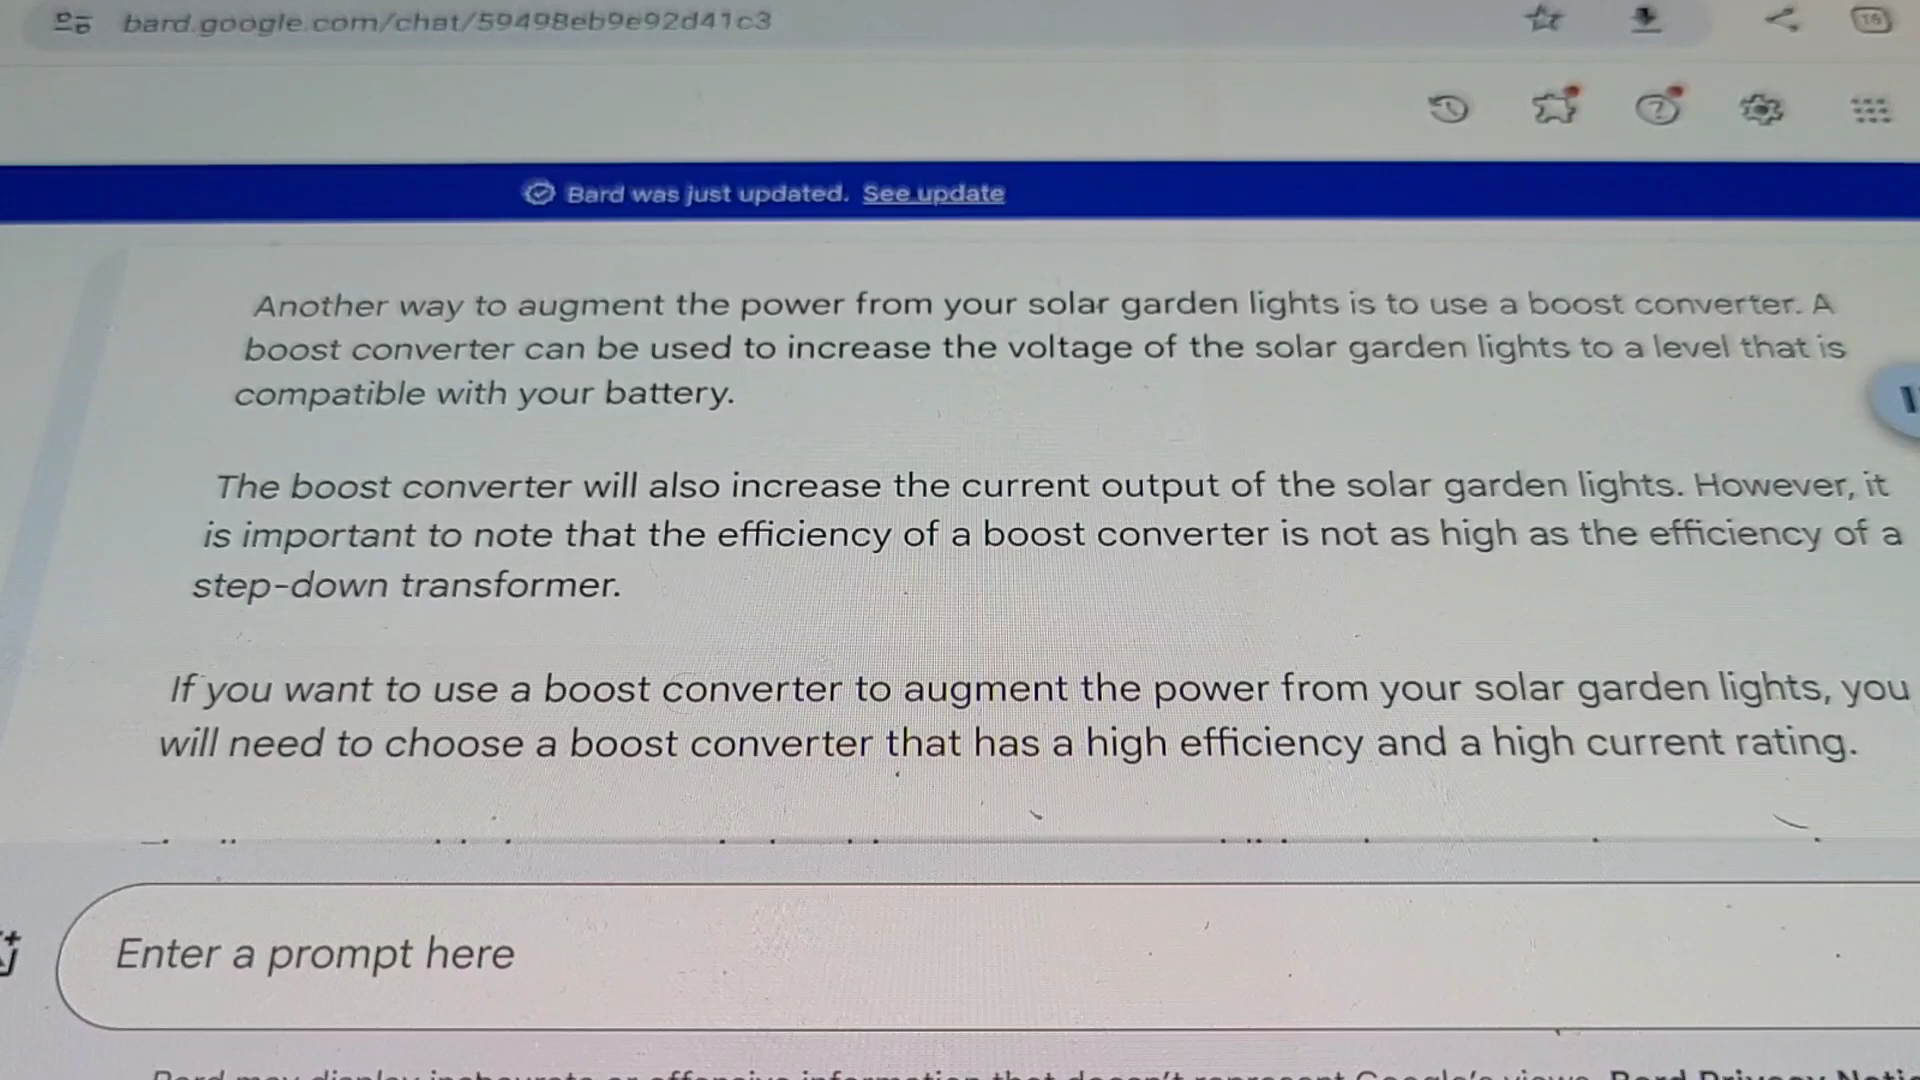 bard.google.com/chat/59498eb9e92d41c3
Bard was just updated. See update
Another way to augment the power from your solar garden lights is to use a boost converter. A
boost converter can be used to increase the voltage of the solar garden lights to a level that is
compatible with your battery.
The boost converter will also increase the current output of the solar garden lights. However, it
is important to note that the efficiency of a boost converter is not as high as the efficiency of a
step-down transformer.
If you want to use a boost converter to augment the power from your solar garden lights, you
will need to choose a boost converter that has a high efficiency and a high current rating.
Enter a prompt here